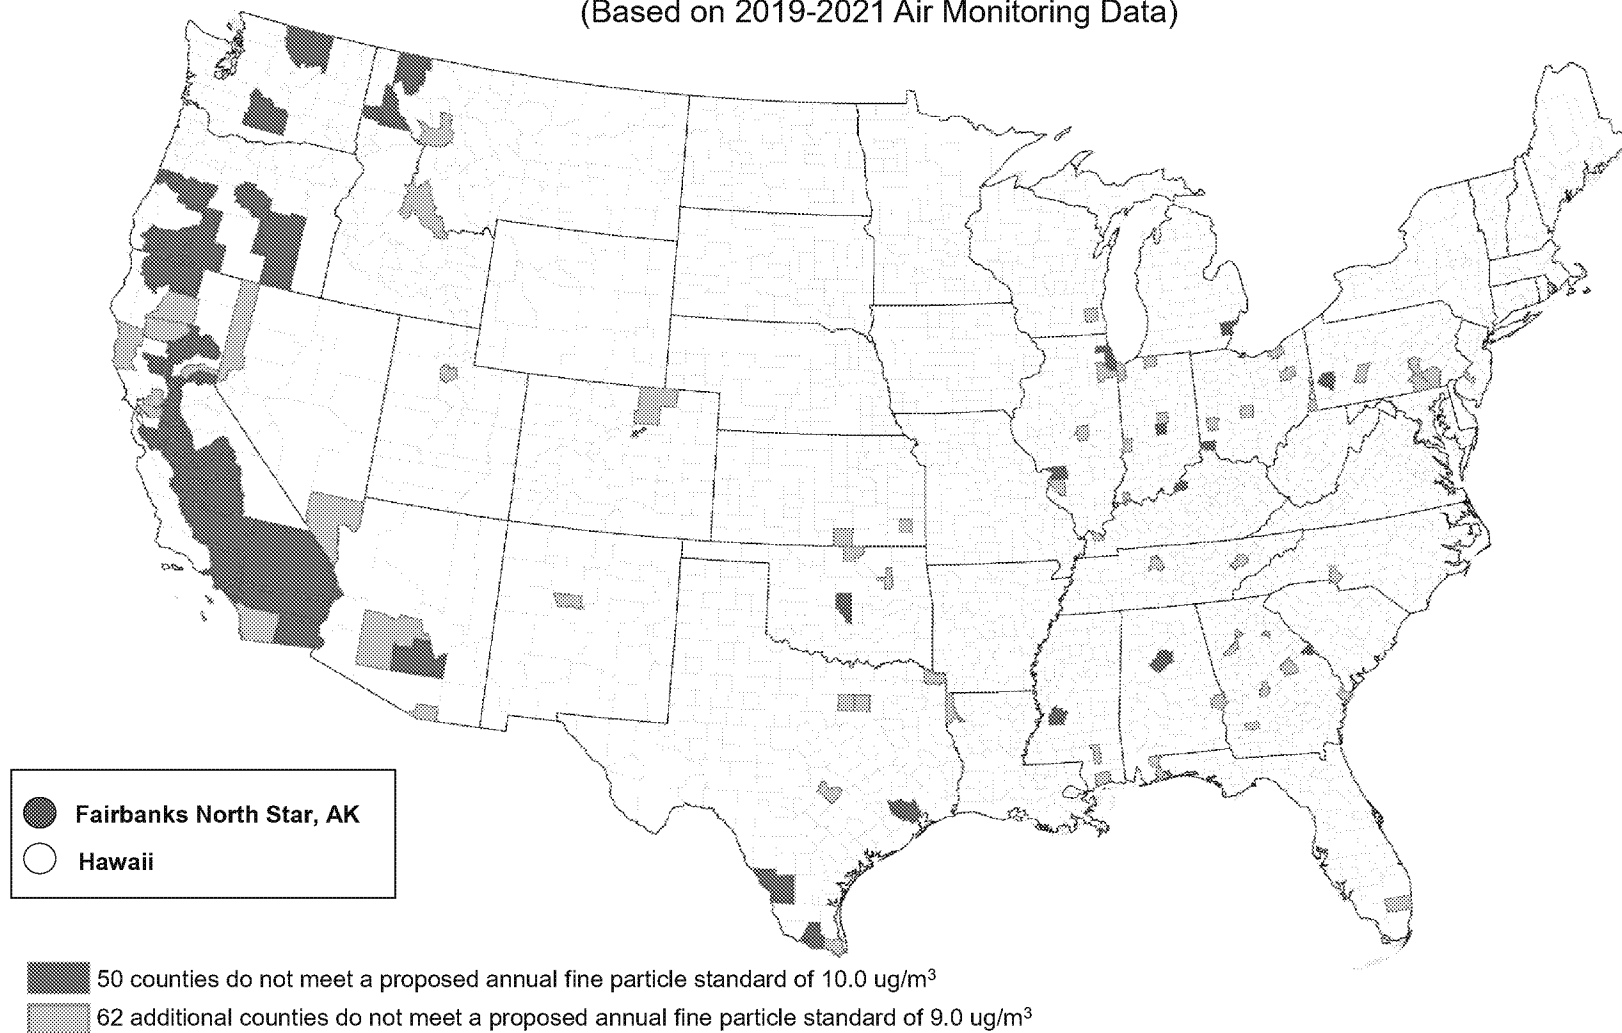 (Based on 2019-2021 Air Monitoring Data)
Fairbanks North Star, AK
Hawaii
50 counties do not meet a proposed annual fine particle standard of 10.0 ug/m³
62 additional counties do not meet a proposed annual fine particle standard of 9.0 ug/m³